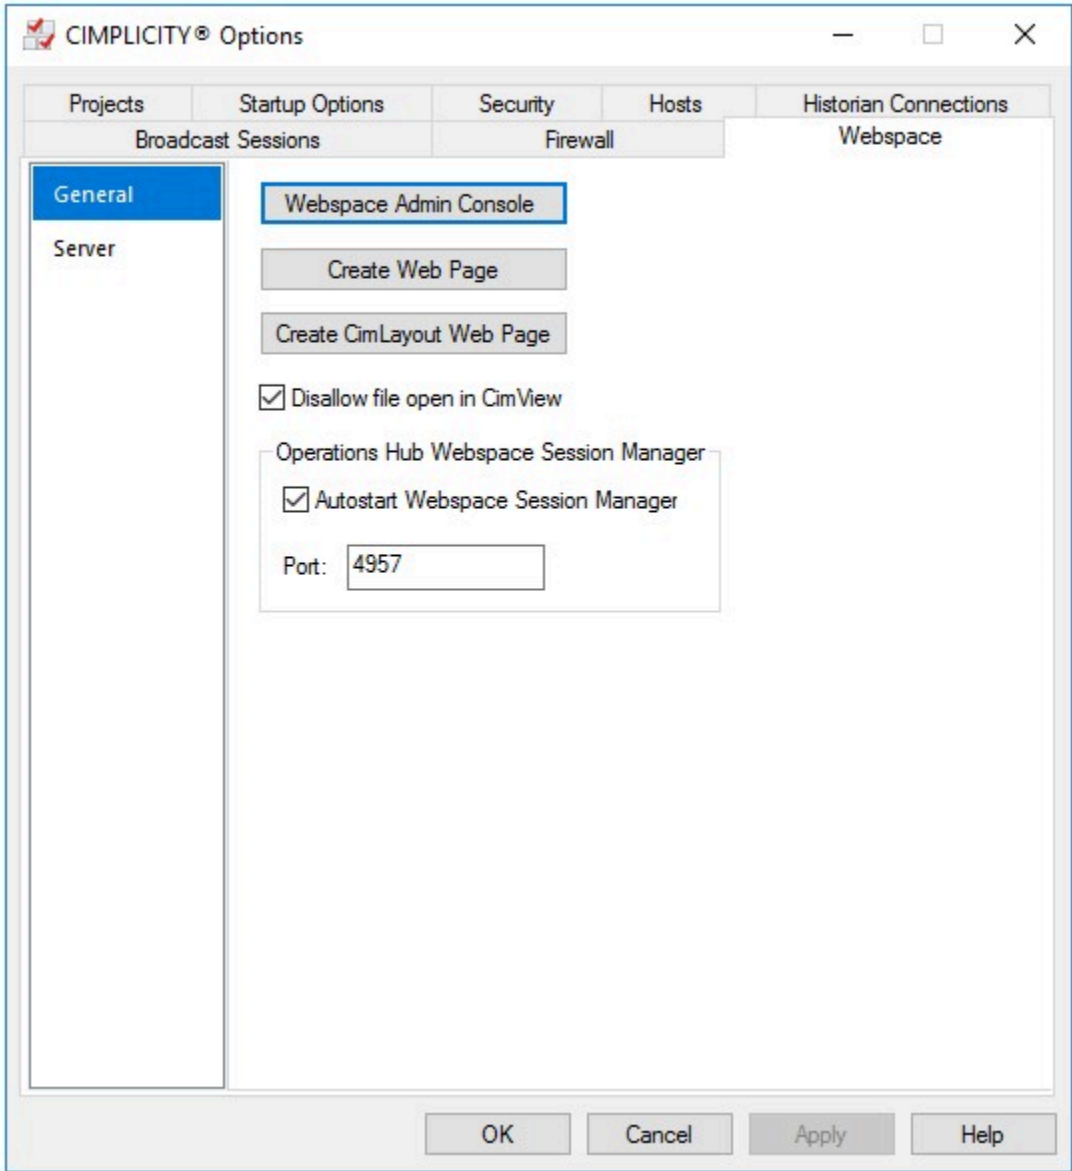 CIMPLICITY® Options
Projects Startup Options Security Hosts Historian Connections
Broadcast Sessions Firewall Webspace
General
Server
Webspace Admin Console
Create Web Page
Create CimLayout Web Page
Disallow file open in CimView
Operations Hub Webspace Session Manager
Autostart Webspace Session Manager
Port: 4957
OK Cancel Apply Help